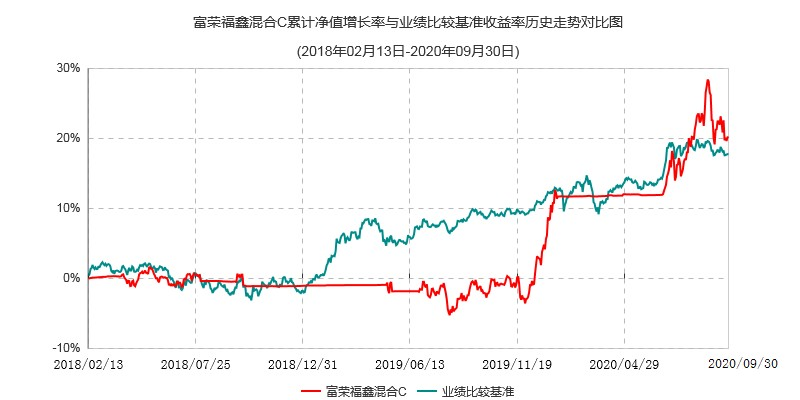 富荣福鑫混合C累计净值增长率与业绩比较基准收益率历史走势对比图
(2018年02月13日-2020年09月30日)
30%
20%
10%
0%
-10%
2018/02/13 2018/07/25 2018/12/31 2019/06/13 2019/11/19 2020/04/29 2020/09/30
富荣福鑫混合C 业绩比较基准